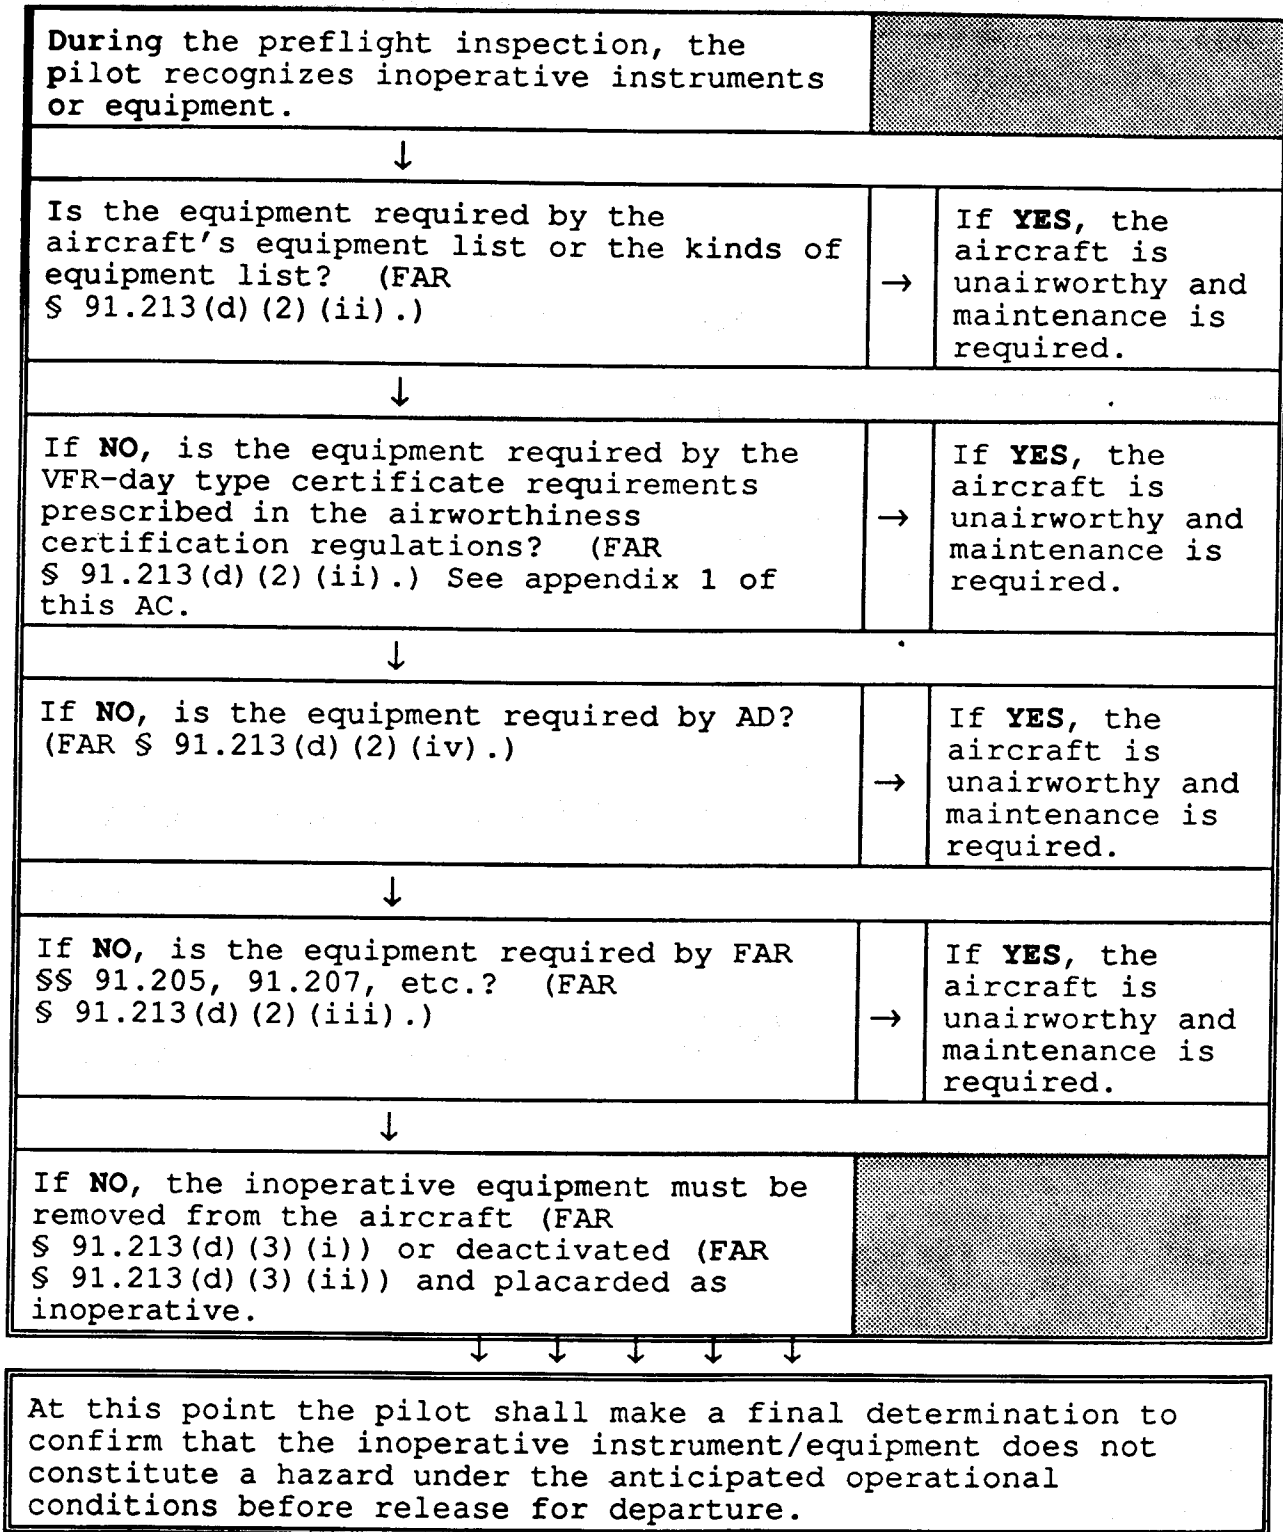 During the preflight inspection, the
pilot recognizes inoperative instruments
or equipment.
↓
Is the equipment required by the
aircraft's equipment list or the kinds of
equipment list? (FAR
§ 91.213(d)(2)(ii).)
→
If YES, the
aircraft is
unairworthy and
maintenance is
required.
↓
If NO, is the equipment required by the
VFR-day type certificate requirements
prescribed in the airworthiness
certification regulations? (FAR
§ 91.213(d)(2)(ii).) See appendix 1 of
this AC.
→
If YES, the
aircraft is
unairworthy and
maintenance is
required.
↓
If NO, is the equipment required by AD?
(FAR § 91.213(d)(2)(iv).)
→
If YES, the
aircraft is
unairworthy and
maintenance is
required.
↓
If NO, is the equipment required by FAR
§§ 91.205, 91.207, etc.? (FAR
§ 91.213(d)(2)(iii).)
→
If YES, the
aircraft is
unairworthy and
maintenance is
required.
↓
If NO, the inoperative equipment must be
removed from the aircraft (FAR
§ 91.213(d)(3)(i)) or deactivated (FAR
§ 91.213(d)(3)(ii)) and placarded as
inoperative.
↓ ↓ ↓ ↓ ↓
At this point the pilot shall make a final determination to
confirm that the inoperative instrument/equipment does not
constitute a hazard under the anticipated operational
conditions before release for departure.